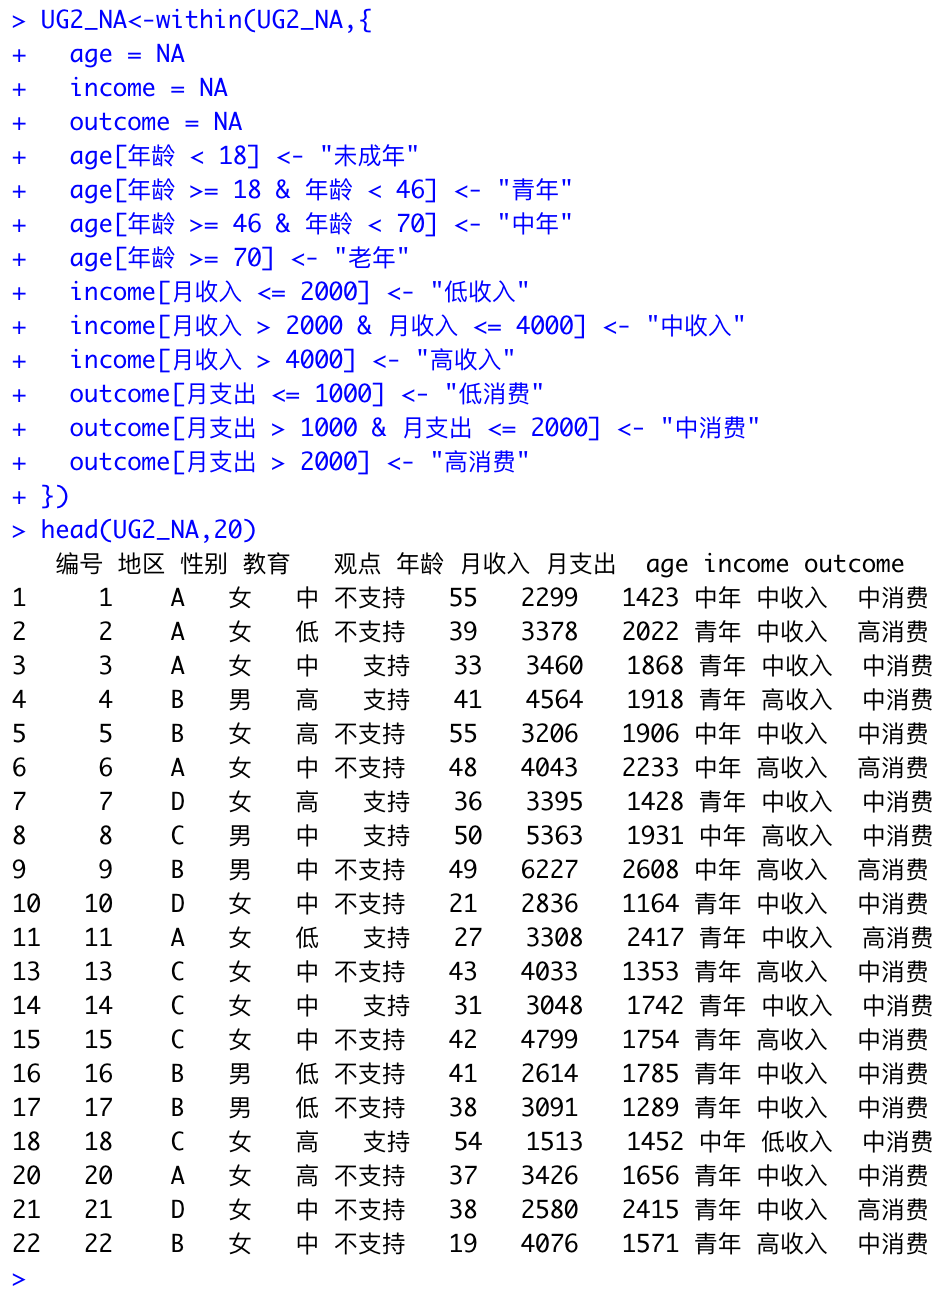 > UG2_NA<-within(UG2_NA,{
+   age = NA
+   income = NA
+   outcome = NA
+   age[年龄 < 18] <- "未成年"
+   age[年龄 >= 18 & 年龄 < 46] <- "青年"
+   age[年龄 >= 46 & 年龄 < 70] <- "中年"
+   age[年龄 >= 70] <- "老年"
+   income[月收入 <= 2000] <- "低收入"
+   income[月收入 > 2000 & 月收入 <= 4000] <- "中收入"
+   income[月收入 > 4000] <- "高收入"
+   outcome[月支出 <= 1000] <- "低消费"
+   outcome[月支出 > 1000 & 月支出 <= 2000] <- "中消费"
+   outcome[月支出 > 2000] <- "高消费"
+ })
> head(UG2_NA,20)
   编号 地区 性别 教育   观点 年龄 月收入 月支出  age income outcome
1     1    A   女   中 不支持   55   2299   1423 中年 中收入  中消费
2     2    A   女   低 不支持   39   3378   2022 青年 中收入  高消费
3     3    A   女   中   支持   33   3460   1868 青年 中收入  中消费
4     4    B   男   高   支持   41   4564   1918 青年 高收入  中消费
5     5    B   女   高 不支持   55   3206   1906 中年 中收入  中消费
6     6    A   女   中 不支持   48   4043   2233 中年 高收入  高消费
7     7    D   女   高   支持   36   3395   1428 青年 中收入  中消费
8     8    C   男   中   支持   50   5363   1931 中年 高收入  中消费
9     9    B   男   中 不支持   49   6227   2608 中年 高收入  高消费
10   10    D   女   中 不支持   21   2836   1164 青年 中收入  中消费
11   11    A   女   低   支持   27   3308   2417 青年 中收入  高消费
13   13    C   女   中 不支持   43   4033   1353 青年 高收入  中消费
14   14    C   女   中   支持   31   3048   1742 青年 中收入  中消费
15   15    C   女   中 不支持   42   4799   1754 青年 高收入  中消费
16   16    B   男   低 不支持   41   2614   1785 青年 中收入  中消费
17   17    B   男   低 不支持   38   3091   1289 青年 中收入  中消费
18   18    C   女   高   支持   54   1513   1452 中年 低收入  中消费
20   20    A   女   高 不支持   37   3426   1656 青年 中收入  中消费
21   21    D   女   中 不支持   38   2580   2415 青年 中收入  高消费
22   22    B   女   中 不支持   19   4076   1571 青年 高收入  中消费
>